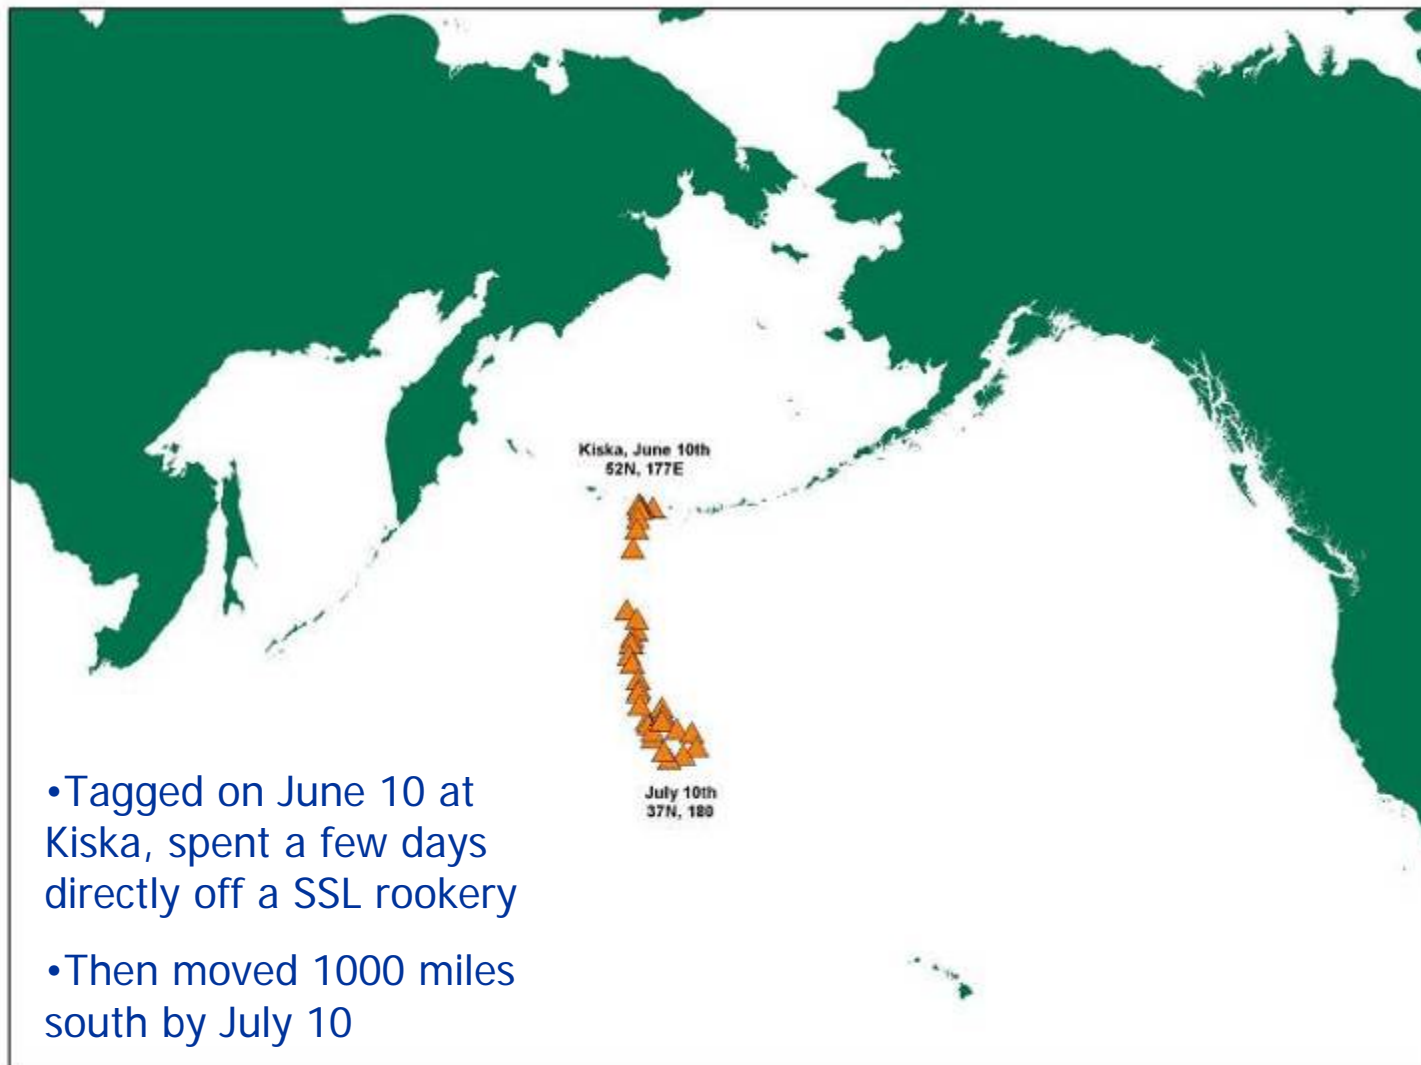 Kiska, June 10th
52N, 177E
July 10th
37N, 180
•Tagged on June 10 at
Kiska, spent a few days
directly off a SSL rookery
•Then moved 1000 miles
south by July 10